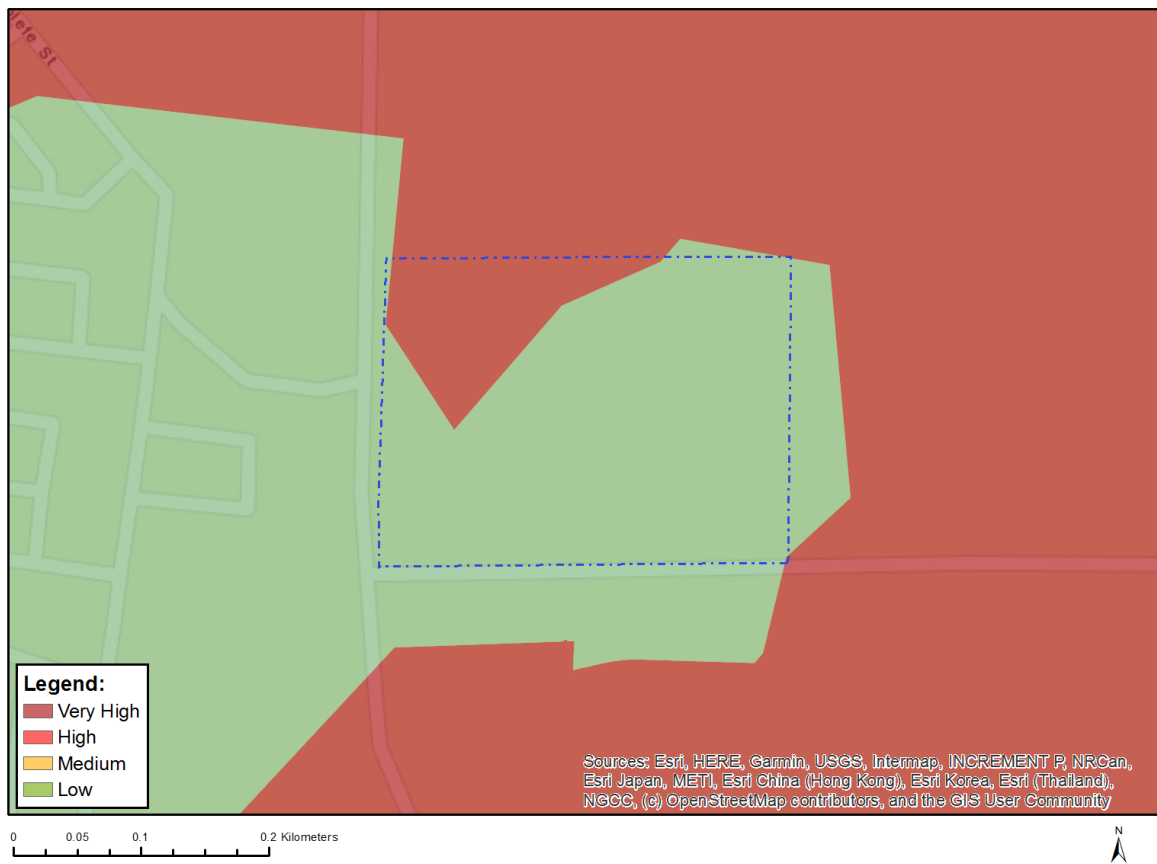 St
Legend:
Very High
High
Medium
Low
Sources: Esri, HERE, Garmin, USGS, Intermap, INCREMENT P, NRCan,
Esri Japan, METI, Esri China (Hong Kong), Esri Korea, Esri (Thailand),
NGCC, (c) OpenStreetMap contributors, and the GIS User Community
0 0.05 0.1 0.2 Kilometers
N